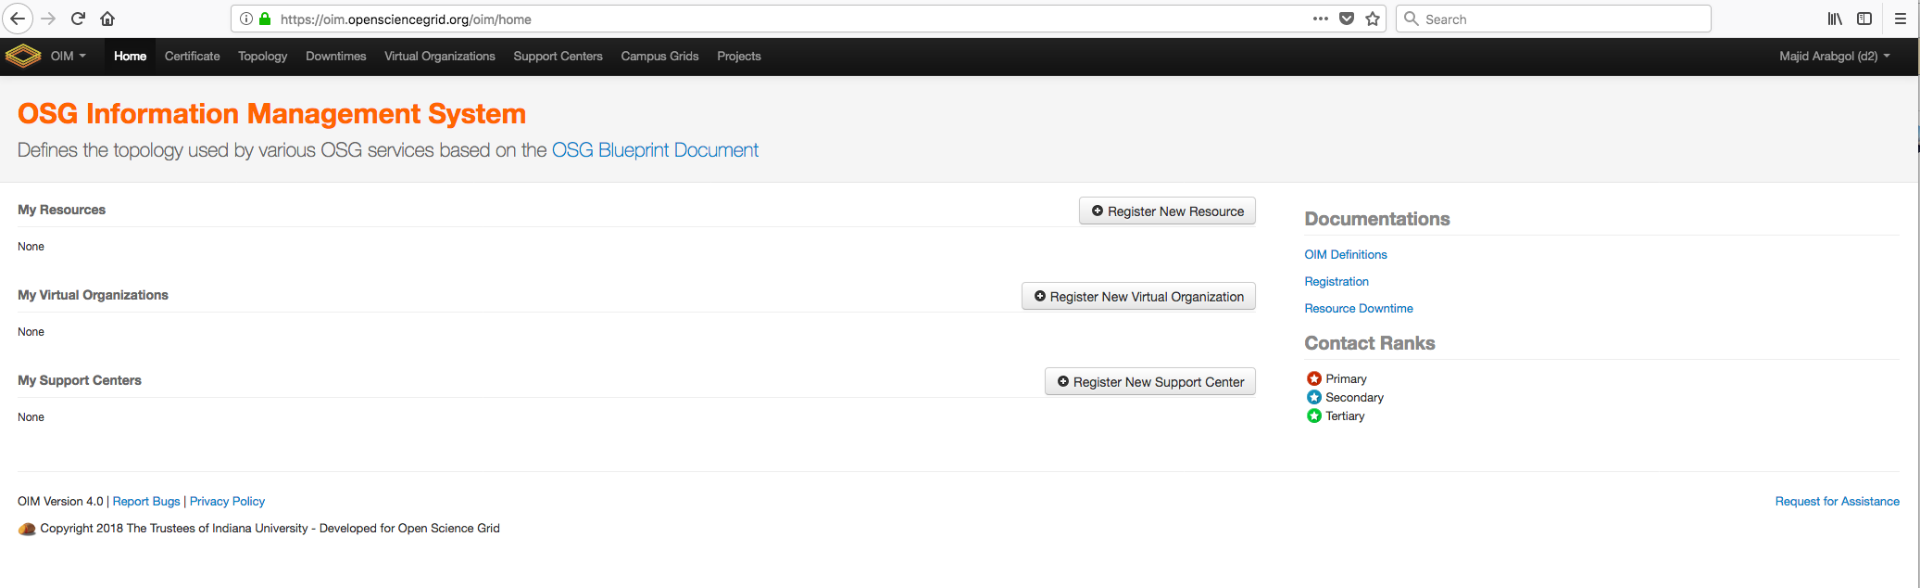 https://oim.opensciencegrid.org/oim/home
Search
OIM Home Certificate Topology Downtimes Virtual Organizations Support Centers Campus Grids Projects Majid Arabgol (d2)
OSG Information Management System
Defines the topology used by various OSG services based on the OSG Blueprint Document
My Resources
Register New Resource
None
My Virtual Organizations
Register New Virtual Organization
None
My Support Centers
Register New Support Center
None
Documentations
OIM Definitions
Registration
Resource Downtime
Contact Ranks
Primary
Secondary
Tertiary
OIM Version 4.0 | Report Bugs | Privacy Policy
Request for Assistance
Copyright 2018 The Trustees of Indiana University - Developed for Open Science Grid